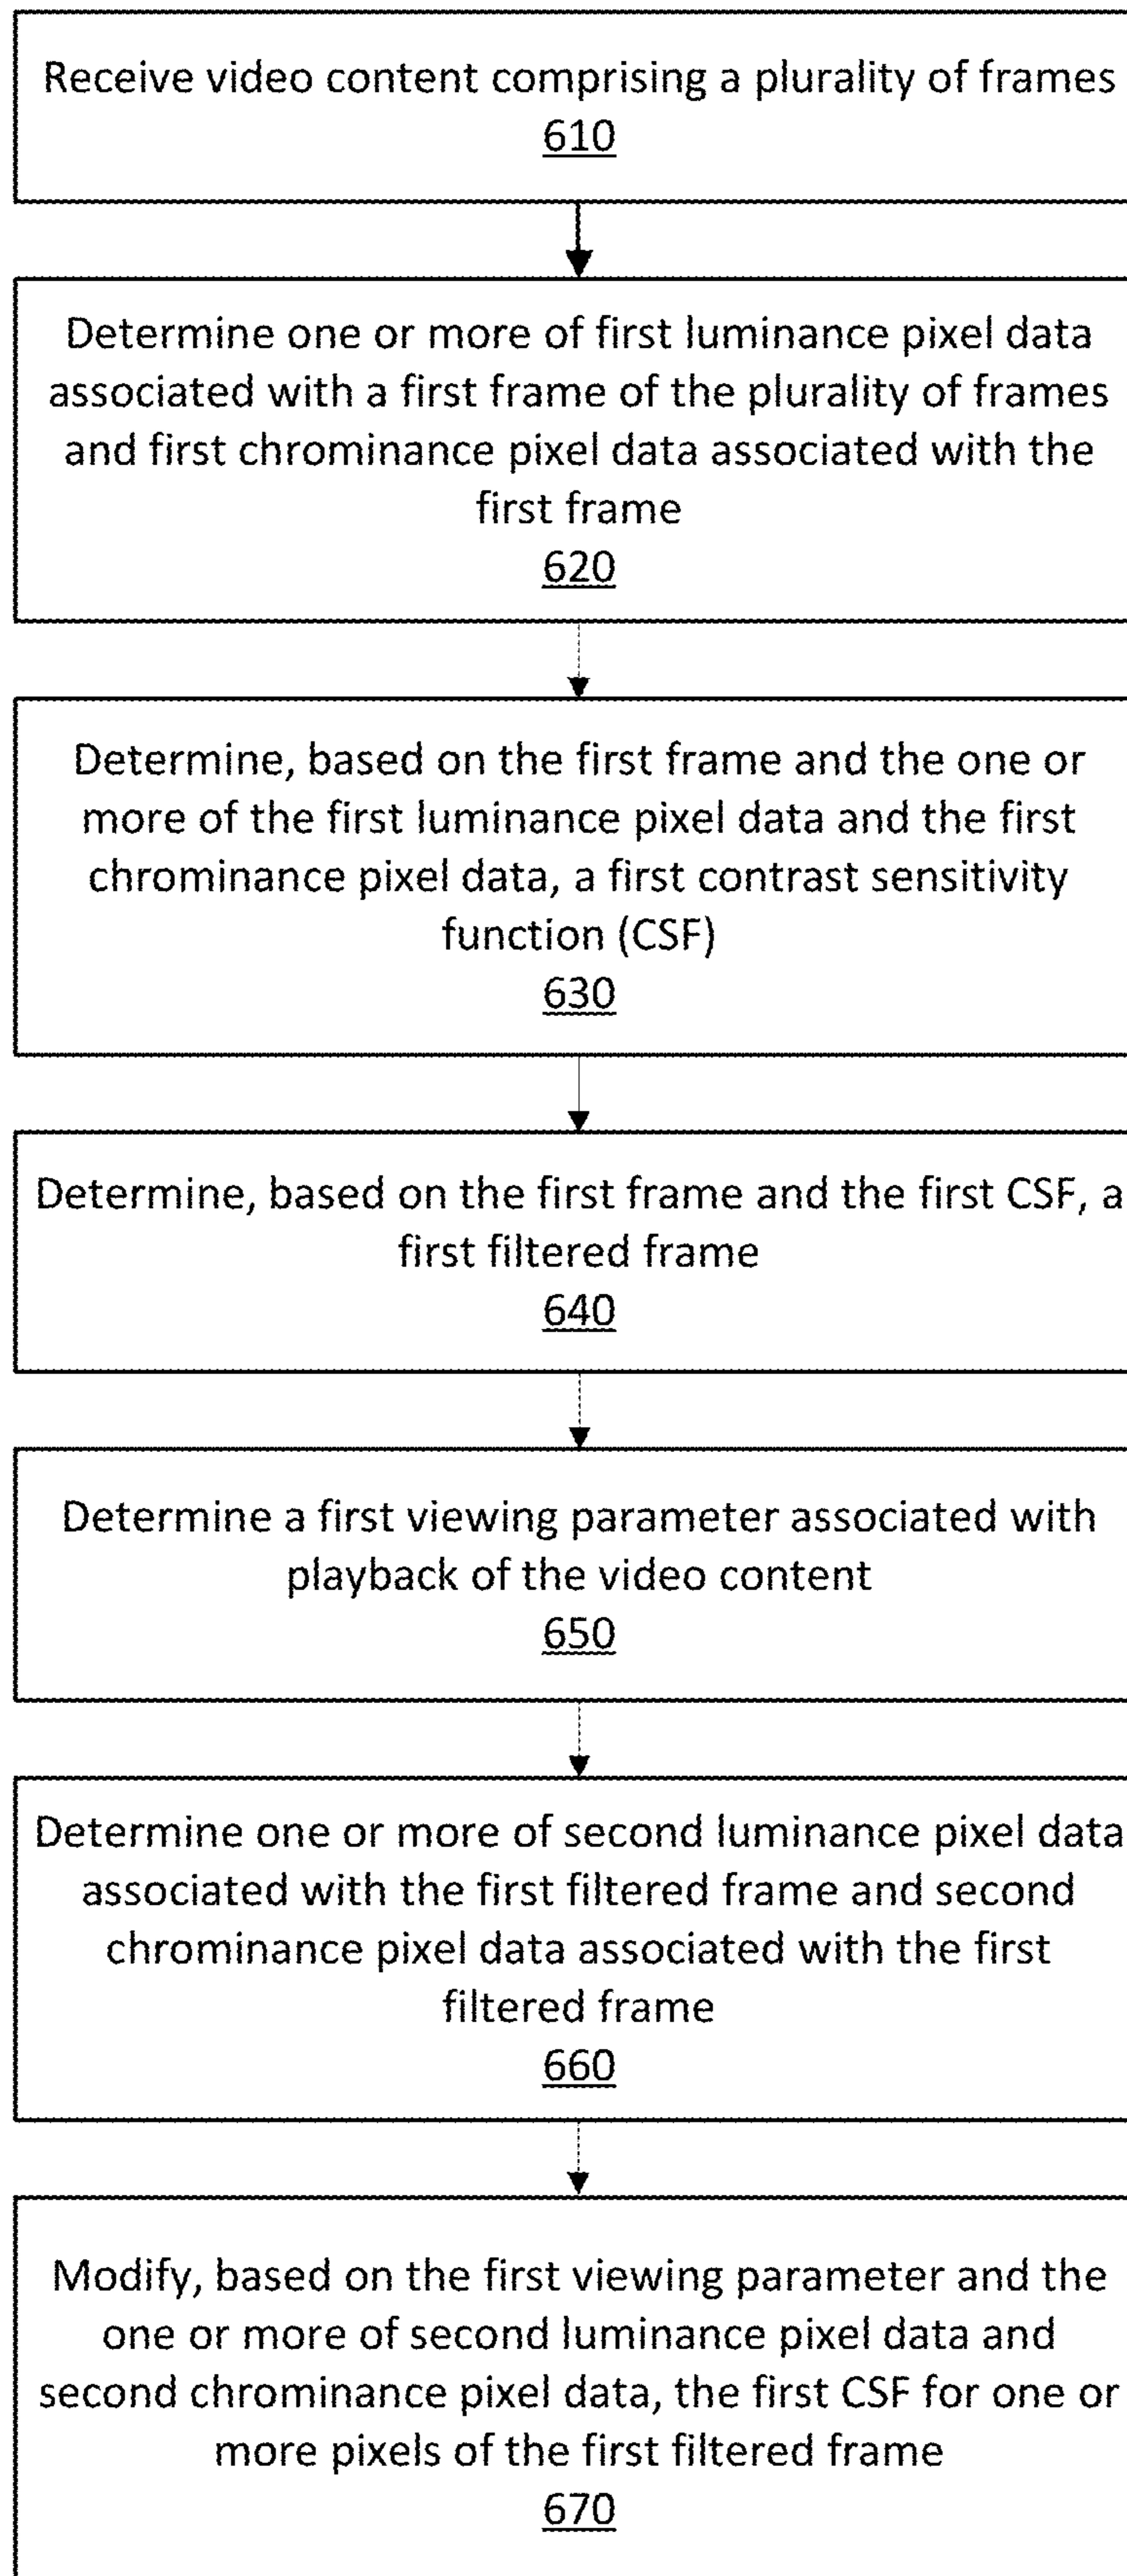 Receive video content comprising a plurality of frames
610
Determine one or more of first luminance pixel data
associated with a first frame of the plurality of frames
and first chrominance pixel data associated with the
first frame
620
Determine, based on the first frame and the one or
more of the first luminance pixel data and the first
chrominance pixel data, a first contrast sensitivity
function (CSF)
630
Determine, based on the first frame and the first CSF, a
first filtered frame
640
Determine a first viewing parameter associated with
playback of the video content
650
Determine one or more of second luminance pixel data
associated with the first filtered frame and second
chrominance pixel data associated with the first
filtered frame
660
Modify, based on the first viewing parameter and the
one or more of second luminance pixel data and
second chrominance pixel data, the first CSF for one or
more pixels of the first filtered frame
670